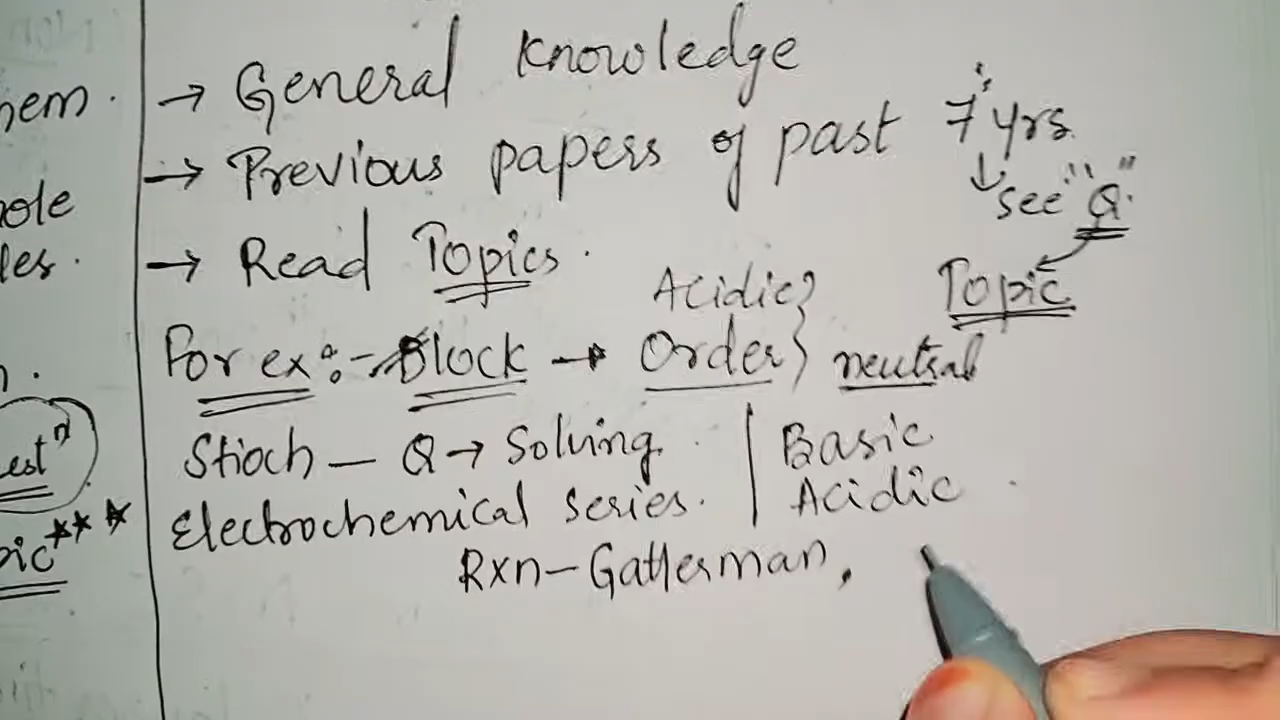 hem.
ole
les.
n.
estⁿ
pic***
→ General Knowledge
→ Previous papers of past 7 yrs.
↓ see "Q"
→ Read Topics.
Topic
Acidic
For ex:- Block → Order } neutral
Stioch — Q → Solving.
Basic
Electrochemical series.
Acidic
Rxn - Gatterman,